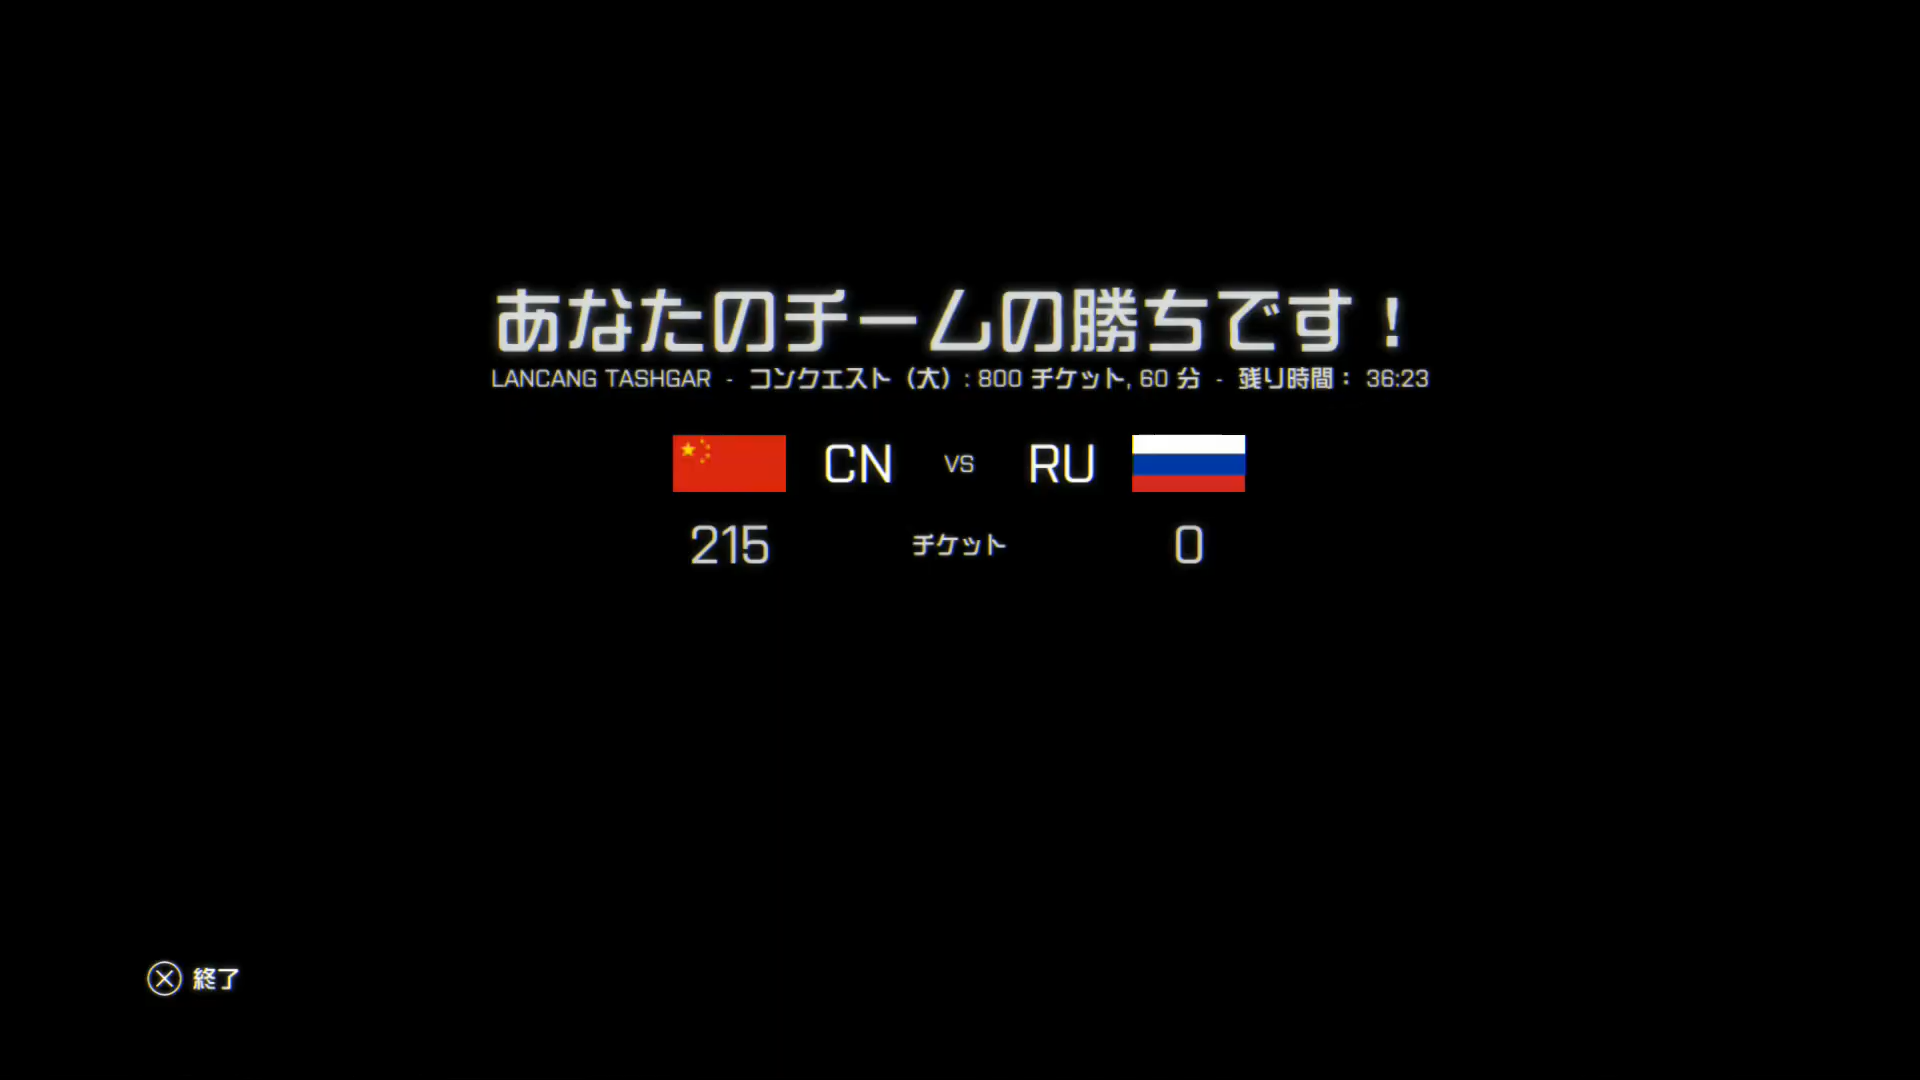 あなたのチームの勝ちです！
LANCANG TASHGAR - コンクエスト（大）: 800 チケット, 60 分 - 残り時間： 36:23
CN VS RU
215 チケット 0
終了